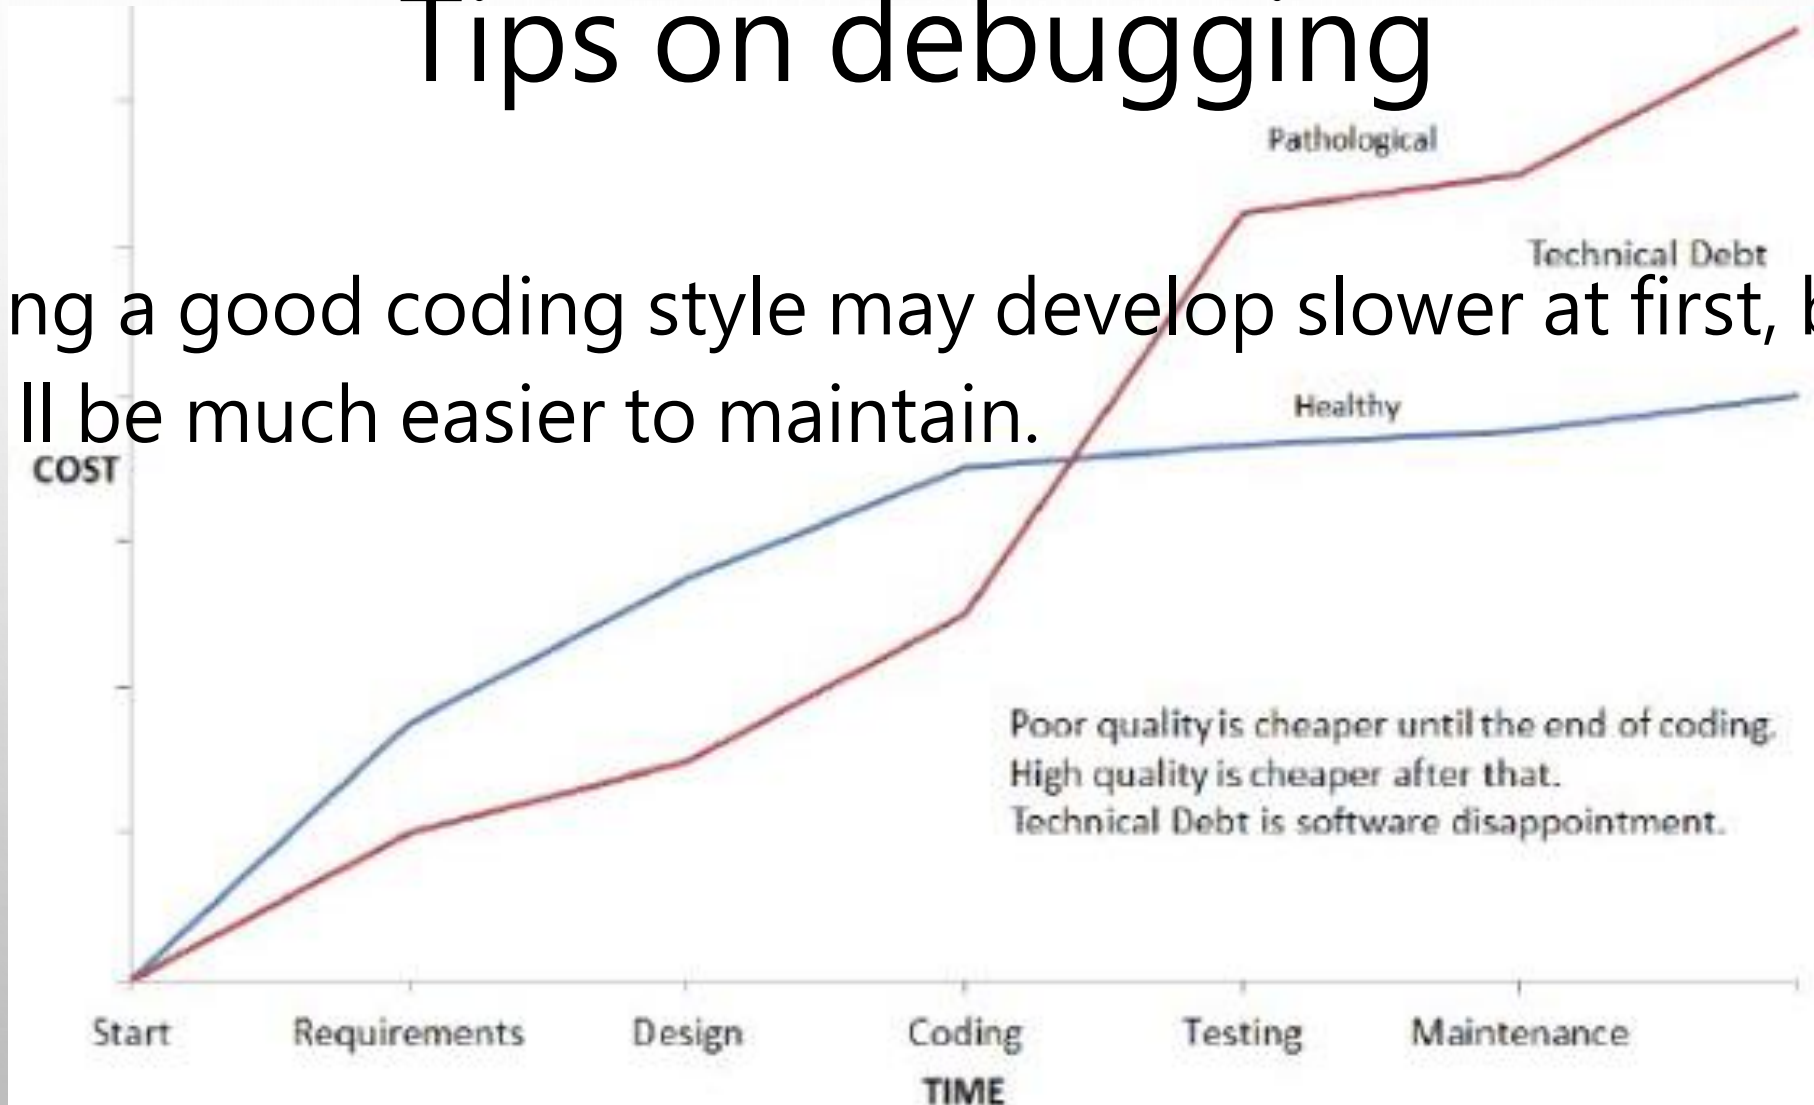 Tips on debugging
Pathological
Technical Debt
ng a good coding style may develop slower at first, b
ll be much easier to maintain.
Healthy
COST
Poor quality is cheaper until the end of coding.
High quality is cheaper after that.
Technical Debt is software disappointment.
Start Requirements Design Coding Testing Maintenance
TIME